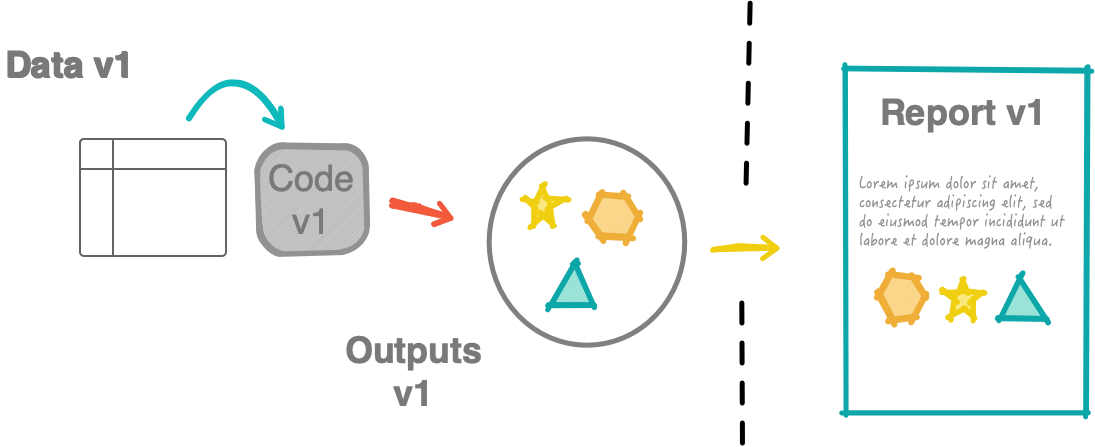 Data v1
Code
v1
Outputs
v1
Report v1
Lorem ipsum dolor sit amet,
consectetur adipiscing elit, sed
do eiusmod tempor incididunt ut
labore et dolore magna aliqua.